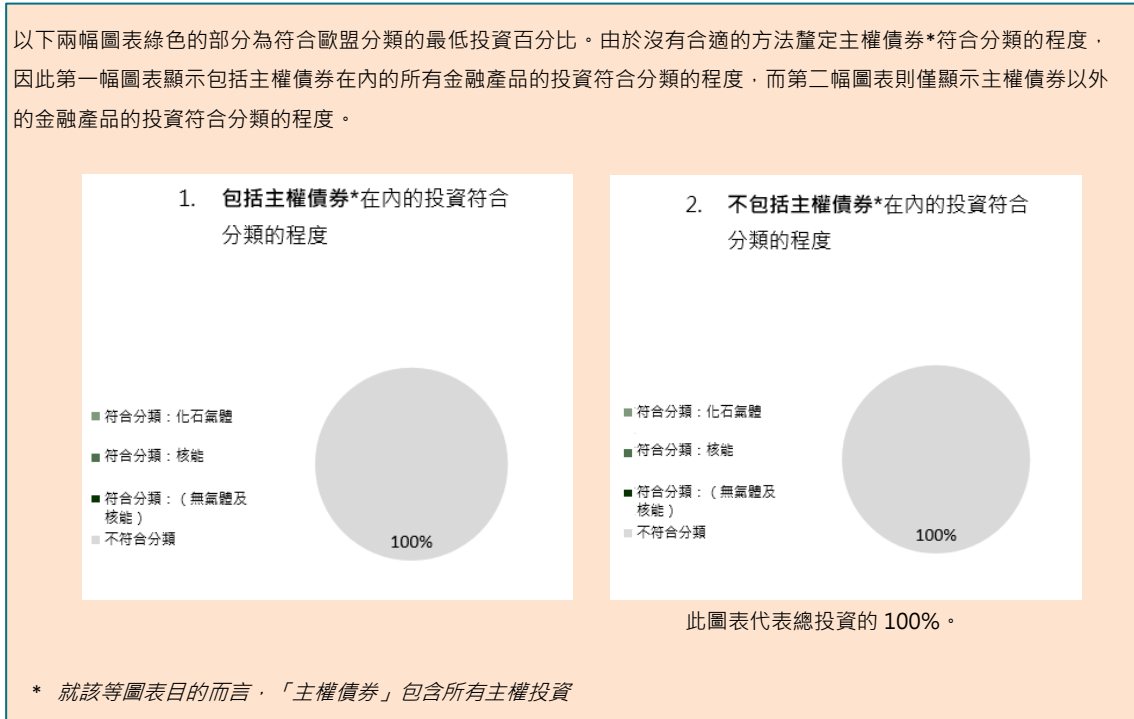 以下兩幅圖表綠色的部分為符合歐盟分類的最低投資百分比。由於沒有合適的方法釐定主權債券*符合分類的程度，
因此第一幅圖表顯示包括主權債券在內的所有金融產品的投資符合分類的程度，而第二幅圖表則僅顯示主權債券以外
的金融產品的投資符合分類的程度。
1. 包括主權債券*在內的投資符合
分類的程度
符合分類：化石氣體
符合分類：核能
符合分類：（無氣體及
核能）
不符合分類
100%
2. 不包括主權債券*在內的投資符合
分類的程度
符合分類：化石氣體
符合分類：核能
符合分類：（無氣體及
核能）
不符合分類
100%
此圖表代表總投資的 100%。
* 就該等圖表目的而言，「主權債券」包含所有主權投資